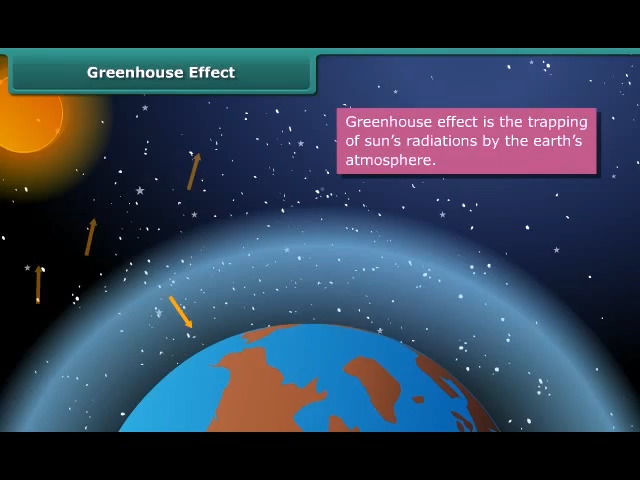 Greenhouse Effect
Greenhouse effect is the trapping
of sun's radiations by the earth's
atmosphere.